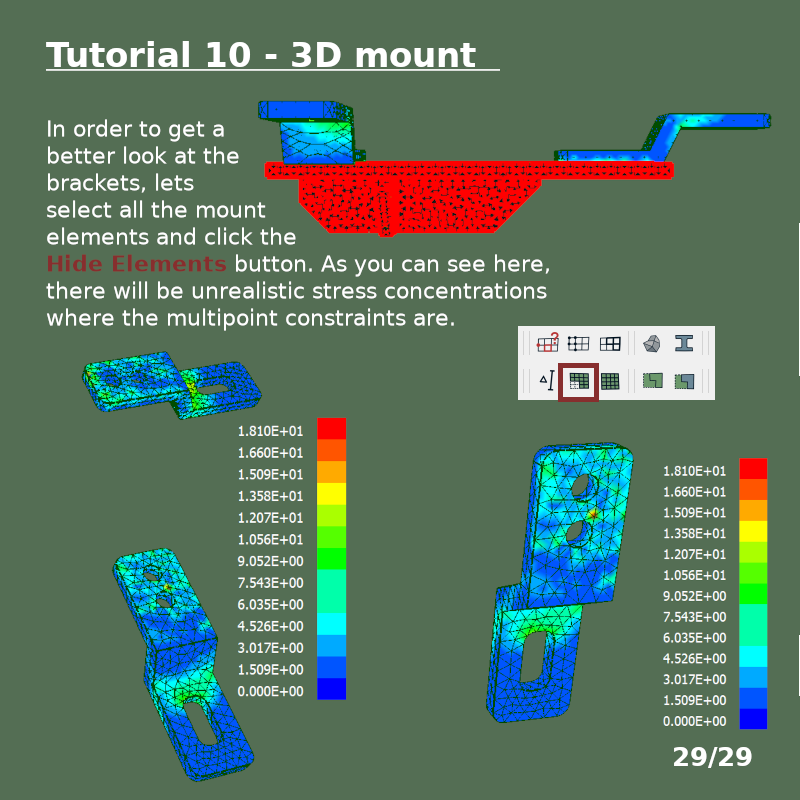 Tutorial 10 - 3D mount
In order to get a
better look at the
brackets, lets
select all the mount
elements and click the
Hide Elements button. As you can see here,
there will be unrealistic stress concentrations
where the multipoint constraints are.
1.810E+01
1.660E+01
1.509E+01
1.358E+01
1.207E+01
1.056E+01
9.052E+00
7.543E+00
6.035E+00
4.526E+00
3.017E+00
1.509E+00
0.000E+00
1.810E+01
1.660E+01
1.509E+01
1.358E+01
1.207E+01
1.056E+01
9.052E+00
7.543E+00
6.035E+00
4.526E+00
3.017E+00
1.509E+00
0.000E+00
29/29